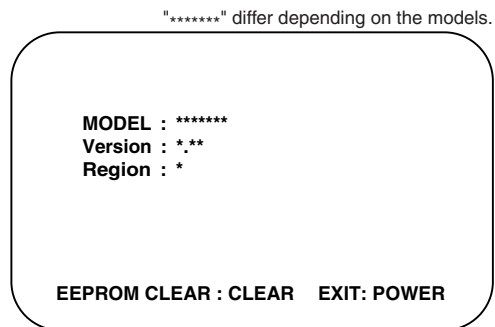 "*******" differ depending on the models.
MODEL : *******
Version : *.**
Region : *
EEPROM CLEAR : CLEAR EXIT: POWER